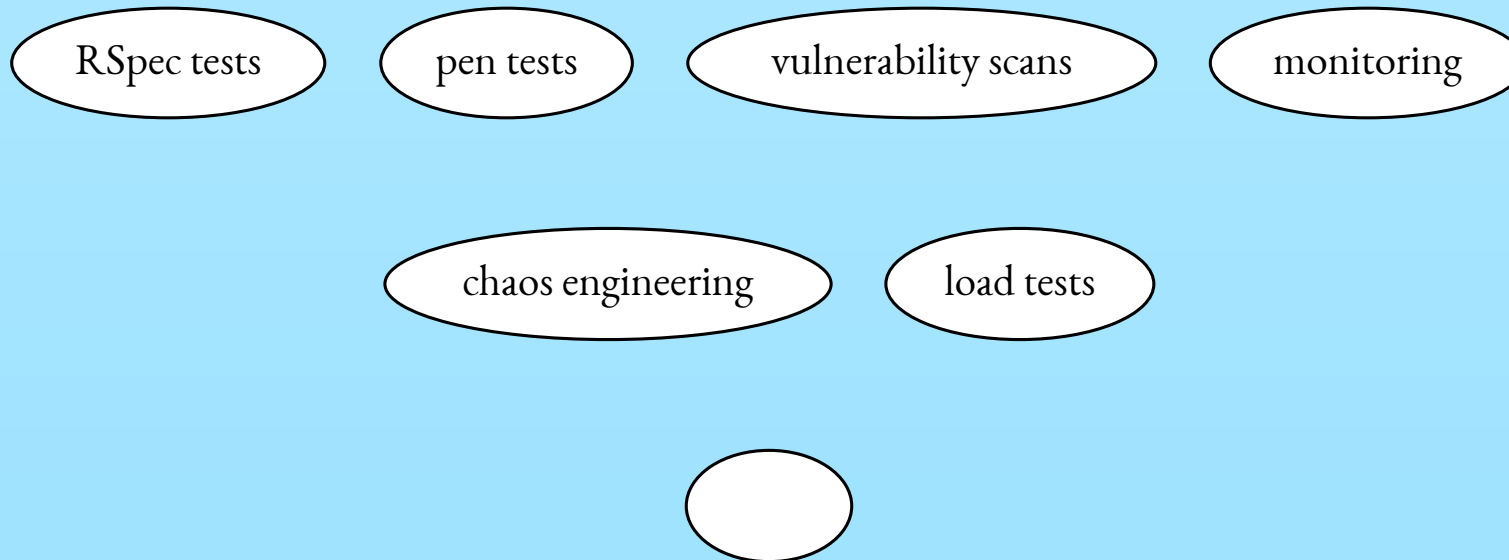 RSpec tests pen tests vulnerability scans monitoring
chaos engineering load tests